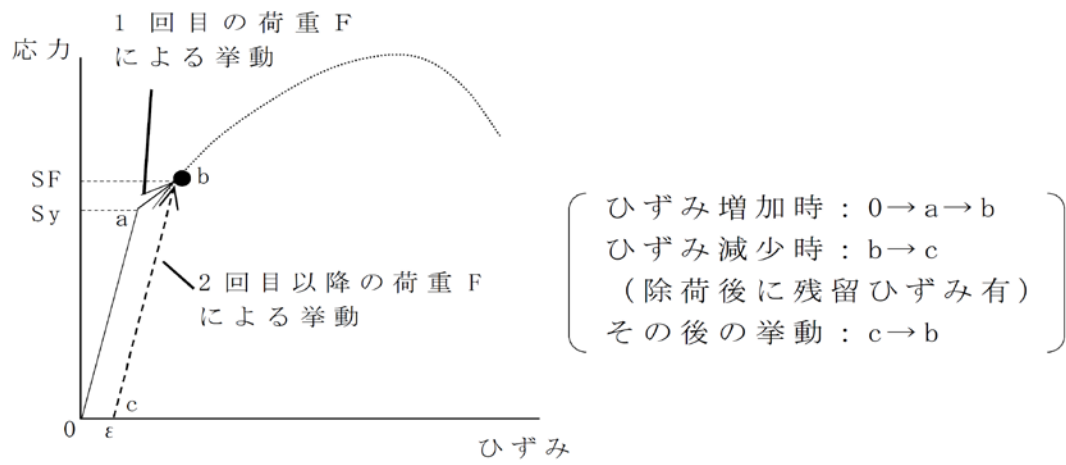 1 回目の荷重F
による挙動
応力
SF
b
Sy
a
2回目以降の荷重F
による挙動
c
0
ε
ひずみ
ひずみ増加時：0→a→b
ひずみ減少時：b→c
（除荷後に残留ひずみ有）
その後の挙動：c→b